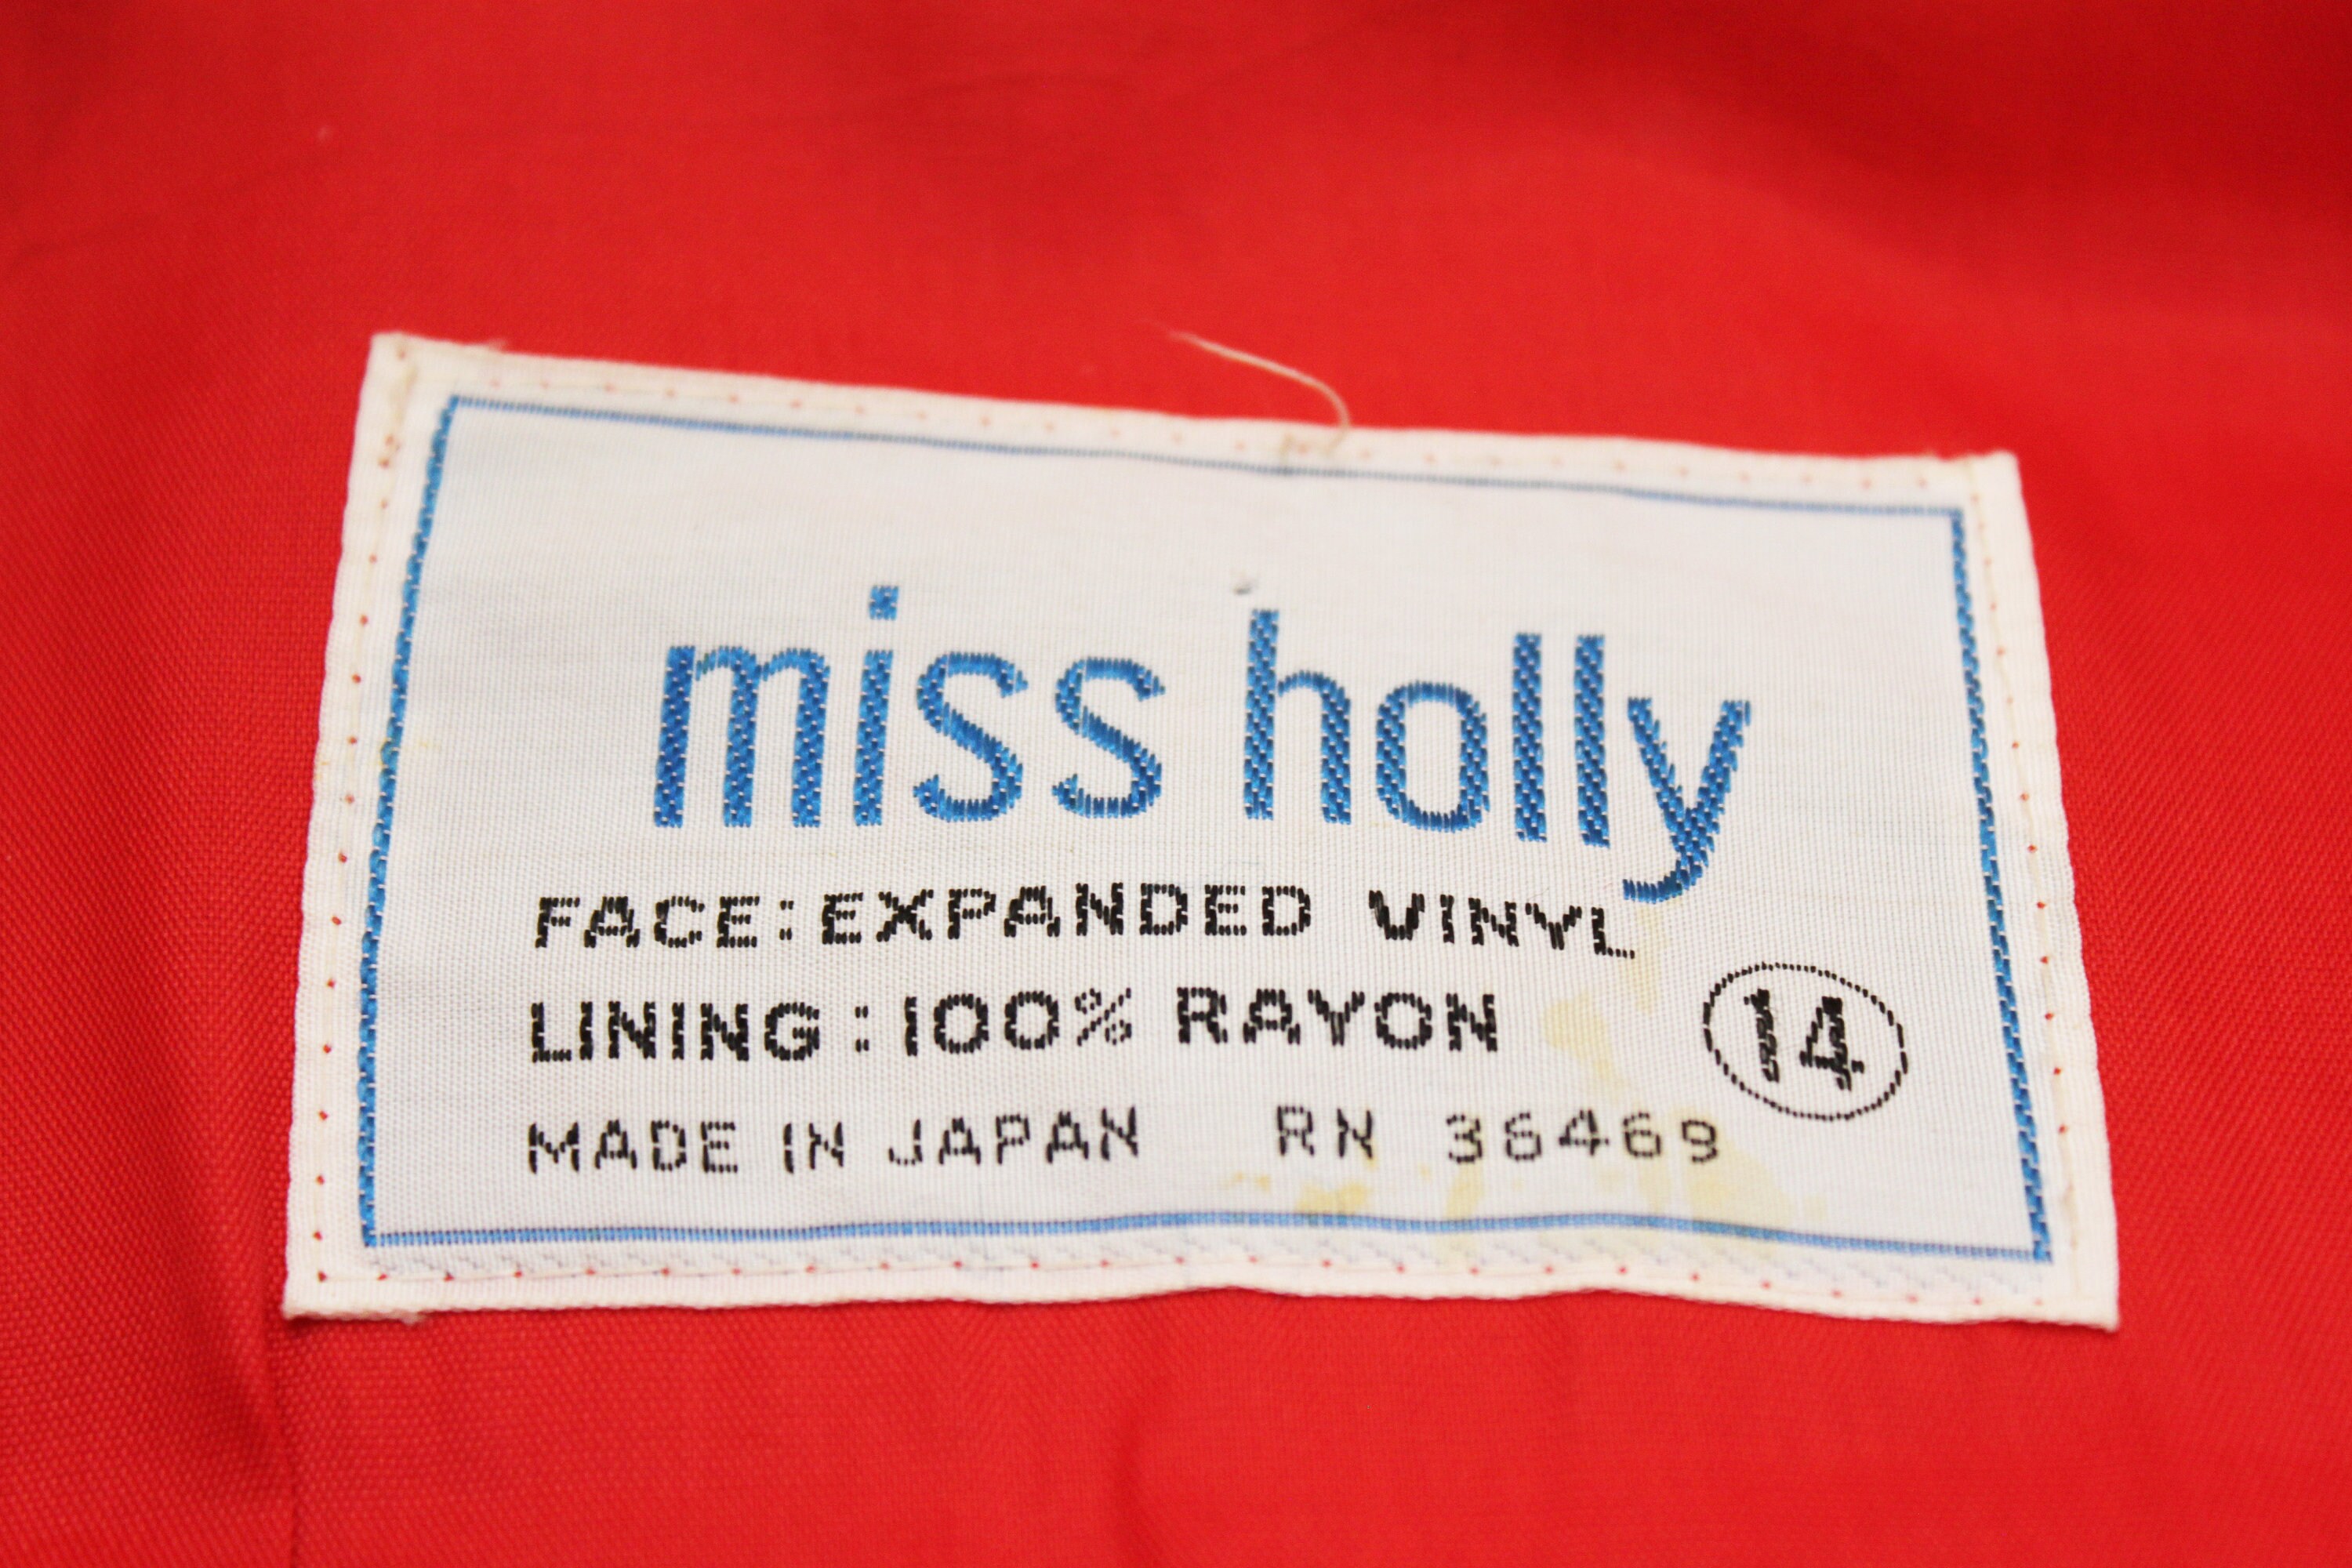 miss holly
FACE: EXPANDED VINYL
LINING: 100% RAYON
14
MADE IN JAPAN RN 36469